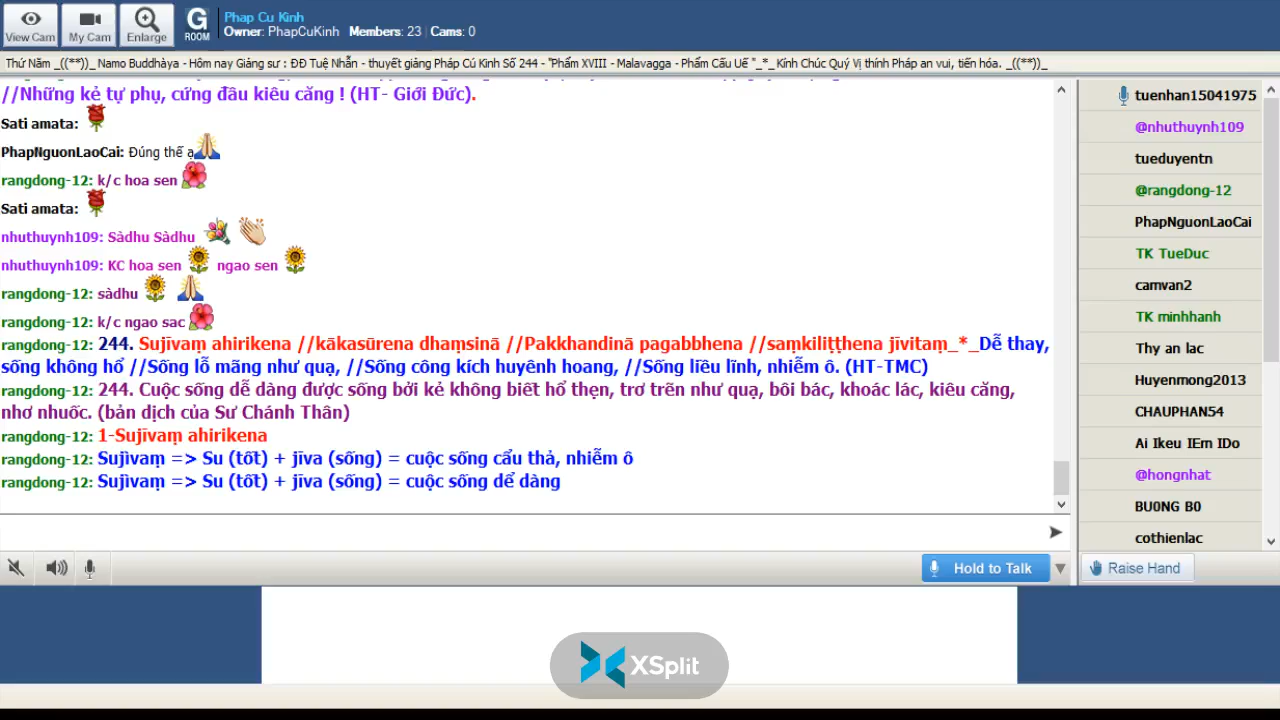 View Cam
My Cam
Enlarge
G
ROOM
Phap Cu Kinh
Owner: PhapCuKinh Members: 23 Cams: 0
Thứ Năm _((**))_ Namo Buddhàya - Hôm nay Giảng sư : ĐĐ Tuệ Nhẫn - thuyết giảng Pháp Cú Kinh Số 244 - "Phẩm XVIII - Malavagga - Phẩm Cấu Uế "_*_ Kính Chúc Quý Vị thính Pháp an vui, tiến hóa. _((**))_
//Những kẻ tự phụ, cứng đầu kiêu căng ! (HT- Giới Đức).
Sati amata:
PhapNguonLaoCai: Đúng thế ạ
rangdong-12: k/c hoa sen
Sati amata:
nhuthuynh109: Sàdhu Sàdhu
nhuthuynh109: KC hoa sen ngao sen
rangdong-12: sàdhu
rangdong-12: k/c ngao sac
rangdong-12: 244. Sujīvaṃ ahirikena //kākasūrena dhaṃsinā //Pakkhandinā pagabbhena //saṃkiliṭṭhena jīvitaṃ_*_Dễ thay,
sống không hổ //Sống lỗ mãng như quạ, //Sống công kích huyênh hoang, //Sống liều lĩnh, nhiễm ô. (HT-TMC)
rangdong-12: 244. Cuộc sống dễ dàng được sống bởi kẻ không biết hổ thẹn, trơ trẽn như quạ, bôi bác, khoác lác, kiêu căng,
nhơ nhuốc. (bản dịch của Sư Chánh Thân)
rangdong-12: 1-Sujīvaṃ ahirikena
rangdong-12: Sujìvaṃ => Su (tốt) + jīva (sống) = cuộc sống cẩu thả, nhiễm ô
rangdong-12: Sujìvaṃ => Su (tốt) + jīva (sống) = cuộc sống dể dàng
tuenhan15041975
@nhuthuynh109
tueduyentn
@rangdong-12
PhapNguonLaoCai
TK TueDuc
camvan2
TK minhhanh
Thy an lac
Huyenmong2013
CHAUPHAN54
Ai Ikeu IEm IDo
@hongnhat
BU0NG B0
cothienlac
Hold to Talk
Raise Hand
XSplit